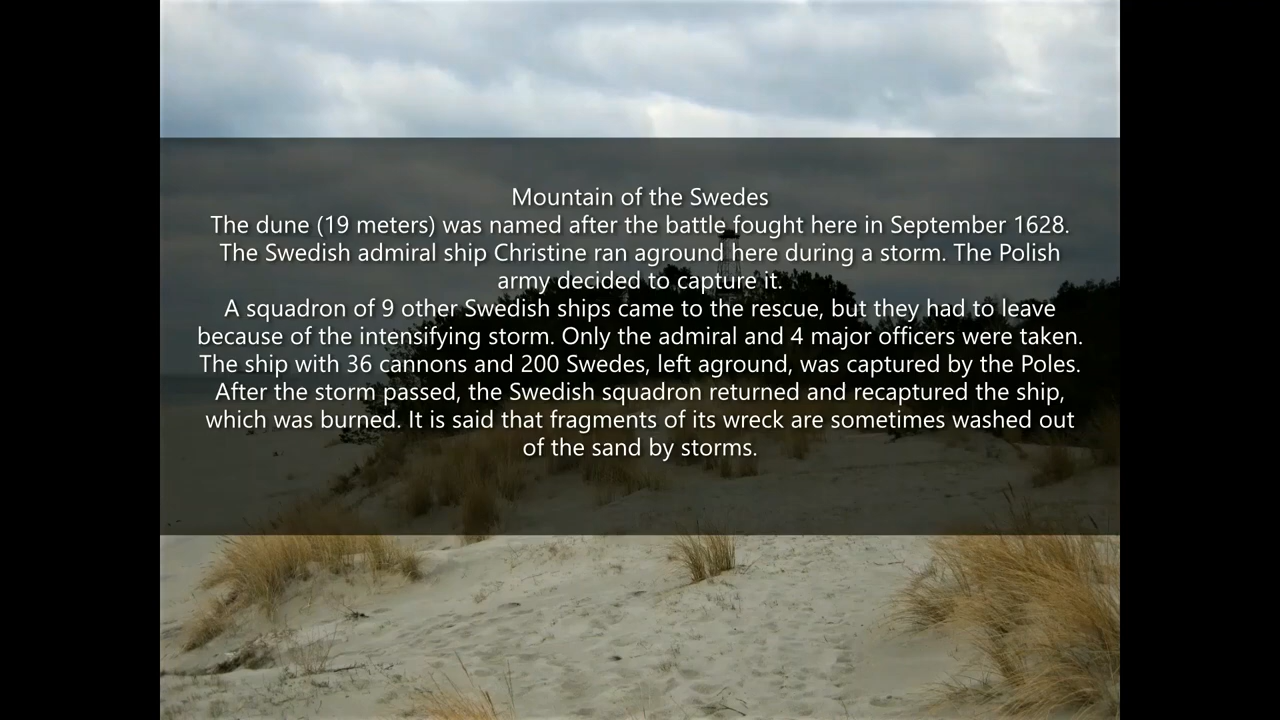 Mountain of the Swedes
The dune (19 meters) was named after the battle fought here in September 1628.
The Swedish admiral ship Christine ran aground here during a storm. The Polish
army decided to capture it.
A squadron of 9 other Swedish ships came to the rescue, but they had to leave
because of the intensifying storm. Only the admiral and 4 major officers were taken.
The ship with 36 cannons and 200 Swedes, left aground, was captured by the Poles.
After the storm passed, the Swedish squadron returned and recaptured the ship,
which was burned. It is said that fragments of its wreck are sometimes washed out
of the sand by storms.